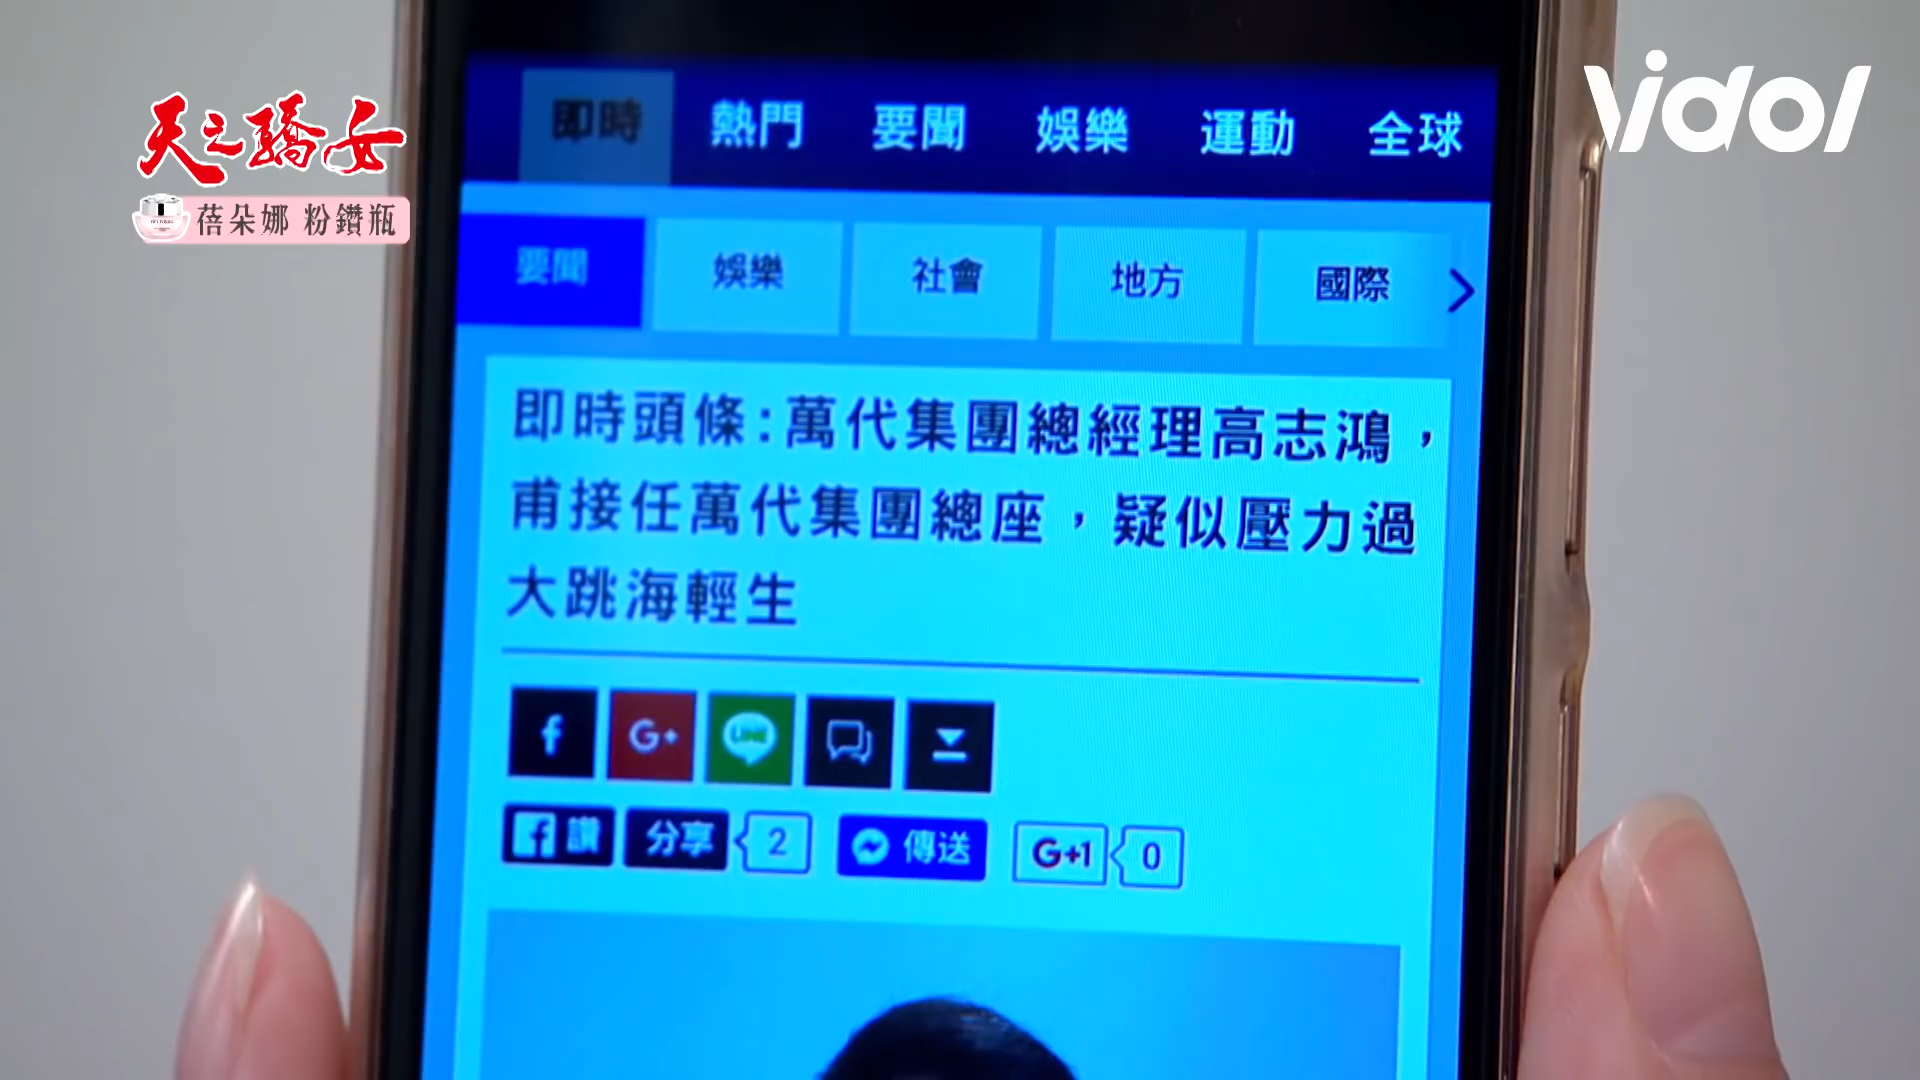 天之驕女
蓓朵娜 粉鑽瓶
Vidol
即時 熱門 要聞 娛樂 運動 全球
要聞 娛樂 社會 地方 國際
即時頭條:萬代集團總經理高志鴻，
甫接任萬代集團總座，疑似壓力過
大跳海輕生
f G+ LINE
f 讚 分享 2 傳送 G+1 0